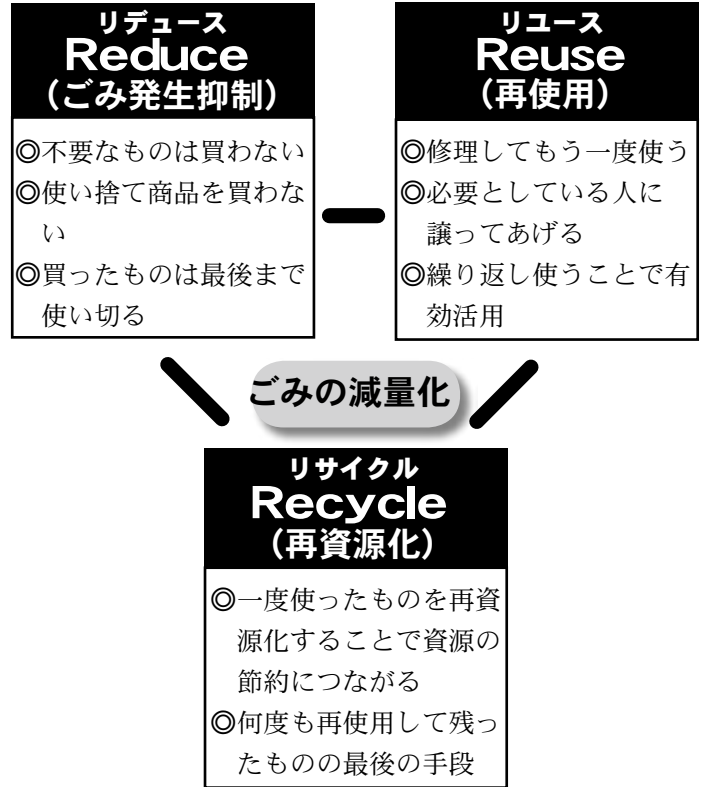 リデュース
Reduce
(ごみ発生抑制)
◎不要なものは買わない
◎使い捨て商品を買わな
い
◎買ったものは最後まで
使い切る
リユース
Reuse
(再使用)
◎修理してもう一度使う
◎必要としている人に
譲ってあげる
◎繰り返し使うことで有
効活用
ごみの減量化
リサイクル
Recycle
(再資源化)
◎一度使ったものを再資
源化することで資源の
節約につながる
◎何度も再使用して残っ
たものの最後の手段